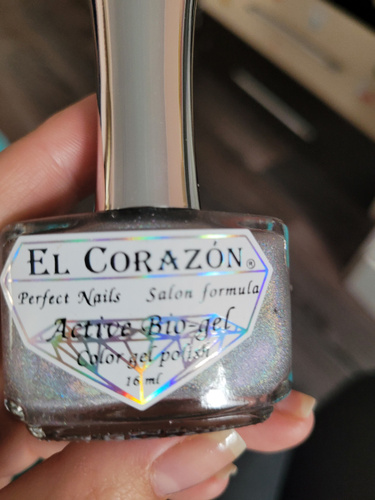 EL CORAZÓN®
Perfect Nails Salon formula
Active Bio-gel
Color gel polish
16 ml